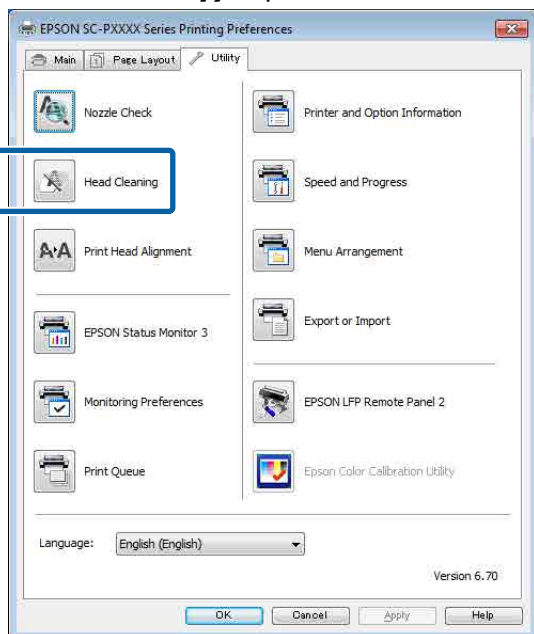 EPSON SC-PXXXX Series Printing Preferences
Main Page Layout Utility
Nozzle Check
Printer and Option Information
Head Cleaning
Speed and Progress
A A Print Head Alignment
Menu Arrangement
EPSON Status Monitor 3
Export or Import
Monitoring Preferences
EPSON LFP Remote Panel 2
Print Queue
Epson Color Calibration Utility
Language: English (English)
Version 6.70
OK Cancel Apply Help